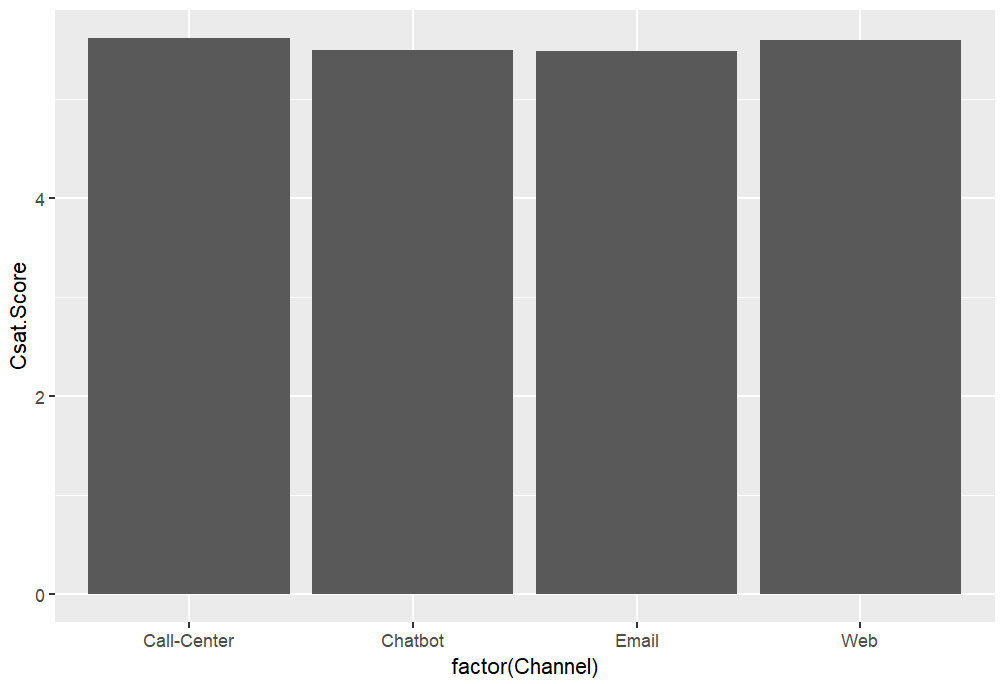 Csat.Score
4
2
0
Call-Center Chatbot Email Web
factor(Channel)